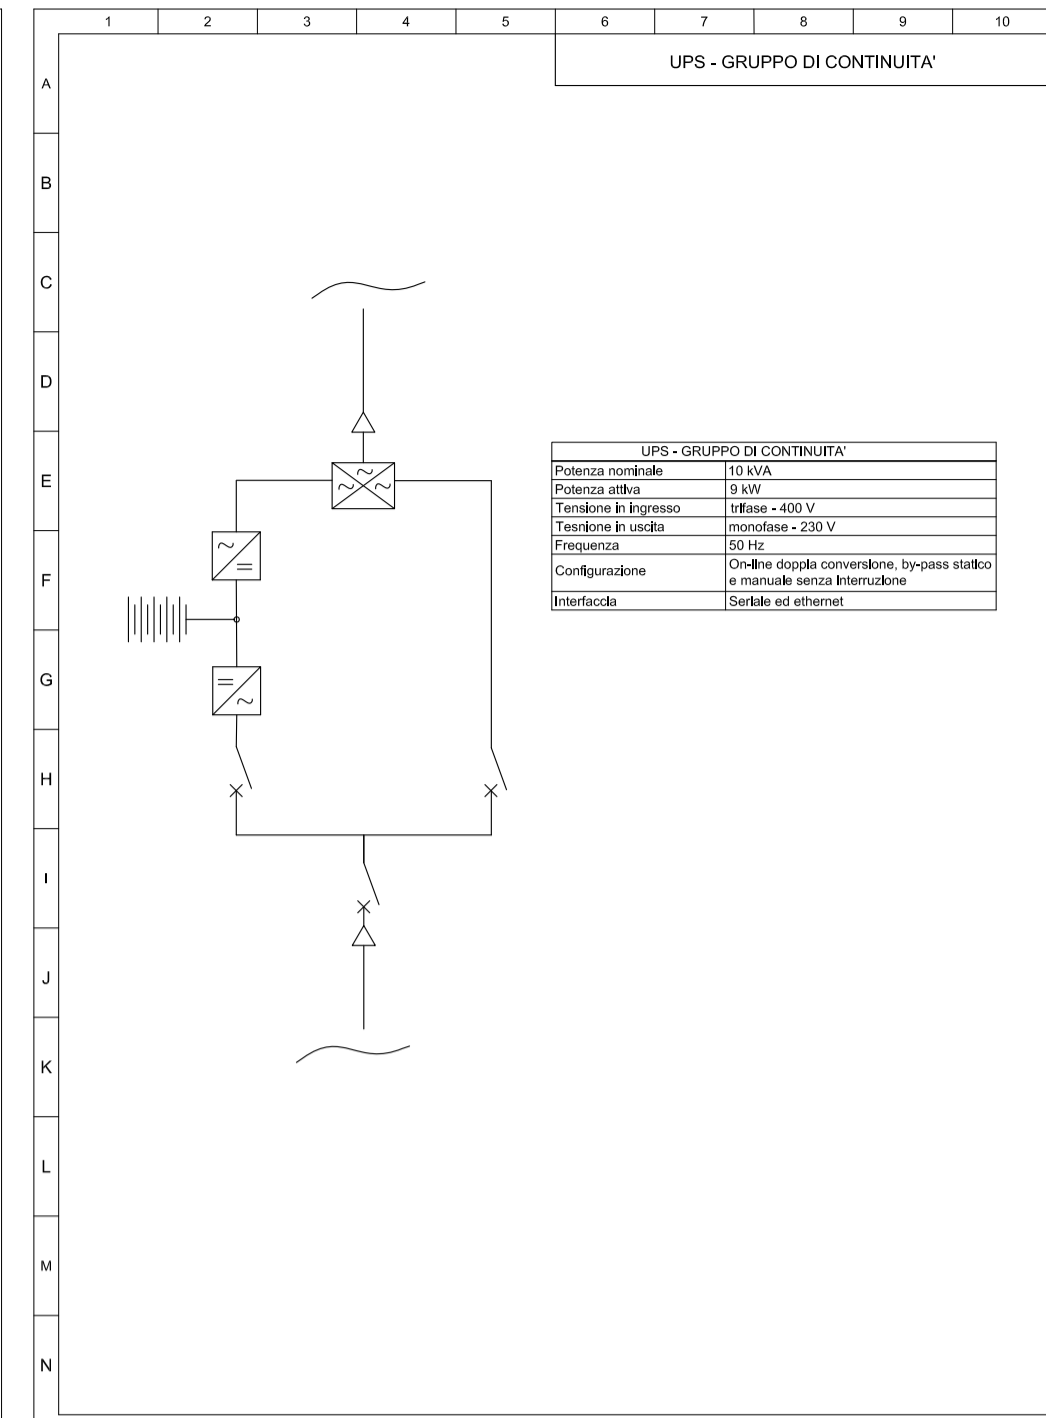 1 2 3 4 5 6 7 8 9 10
UPS - GRUPPO DI CONTINUITA'
A
B
C
D
E
F
G
H
I
J
K
L
M
N
UPS - GRUPPO DI CONTINUITA'
Potenza nominale 10 kVA
Potenza attiva 9 kW
Tensione in ingresso trifase - 400 V
Tesnione in uscita monofase - 230 V
Frequenza 50 Hz
Configurazione On-line doppia conversione, by-pass statico
e manuale senza interruzione
Interfaccia Seriale ed ethernet